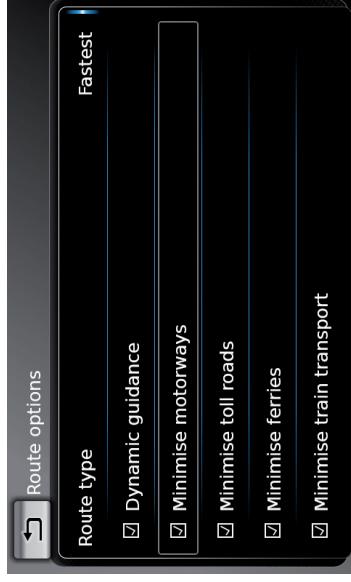 Route options
Route type Fastest
Dynamic guidance
Minimise motorways
Minimise toll roads
Minimise ferries
Minimise train transport